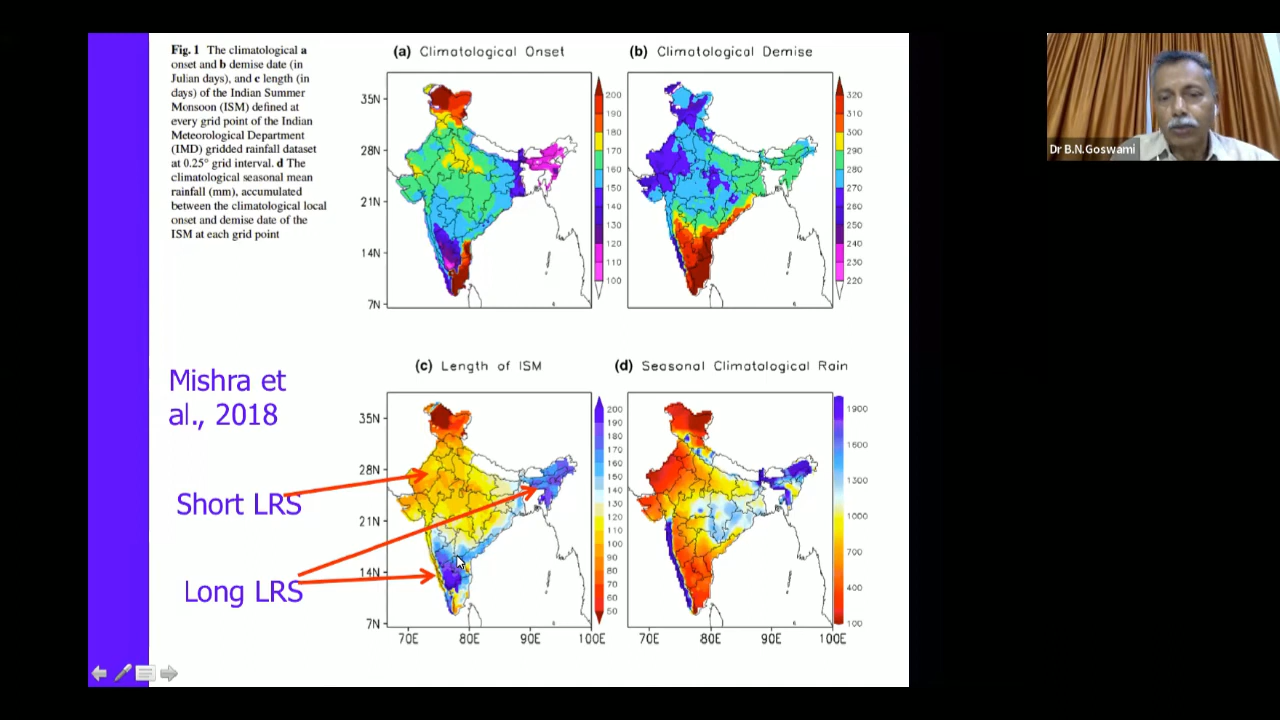 Fig. 1 The climatological a
onset and b demise date (in
Julian days), and c length (in
days) of the Indian Summer
Monsoon (ISM) defined at
every grid point of the Indian
Meteorological Department
(IMD) gridded rainfall dataset
at 0.25° grid interval. d The
climatological seasonal mean
rainfall (mm), accumulated
between the climatological local
onset and demise date of the
ISM at each grid point
(a) Climatological Onset
35N
28N
21N
14N
7N
200
190
180
170
160
150
140
130
120
110
100
(b) Climatological Demise
320
310
300
290
280
270
260
250
240
230
220
Dr B.N.Goswami
Mishra et
al., 2018
Short LRS
Long LRS
(c) Length of ISM
35N
28N
21N
14N
7N
70E 80E 90E 100E
200
190
180
170
160
150
140
130
120
110
100
90
80
70
60
50
(d) Seasonal Climatological Rain
70E 80E 90E 100E
1900
1600
1300
1000
700
400
100